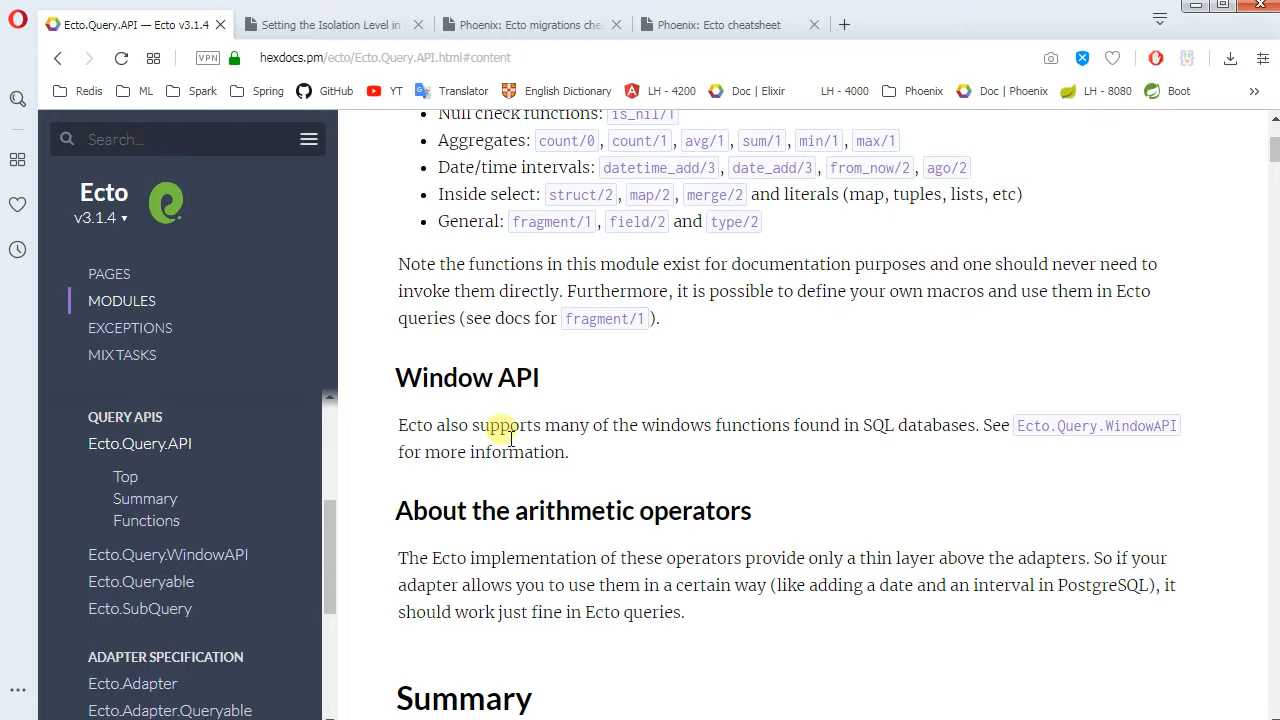 Ecto.Query.API — Ecto v3.1.4
Setting the Isolation Level in
Phoenix: Ecto migrations che
Phoenix: Ecto cheatsheet
VPN
hexdocs.pm/ecto/Ecto.Query.API.html#content
Redis ML Spark Spring GitHub YT Translator English Dictionary LH - 4200 Doc | Elixir LH - 4000 Phoenix Doc | Phoenix LH - 8080 Boot
Search...
Ecto
v3.1.4
PAGES
MODULES
EXCEPTIONS
MIX TASKS
QUERY APIS
Ecto.Query.API
Top
Summary
Functions
Ecto.Query.WindowAPI
Ecto.Queryable
Ecto.SubQuery
ADAPTER SPECIFICATION
Ecto.Adapter
Ecto.Adapter.Queryable
• Null check functions: is_nil/1
• Aggregates: count/0, count/1, avg/1, sum/1, min/1, max/1
• Date/time intervals: datetime_add/3, date_add/3, from_now/2, ago/2
• Inside select: struct/2, map/2, merge/2 and literals (map, tuples, lists, etc)
• General: fragment/1, field/2 and type/2
Note the functions in this module exist for documentation purposes and one should never need to
invoke them directly. Furthermore, it is possible to define your own macros and use them in Ecto
queries (see docs for fragment/1).
Window API
Ecto also supports many of the windows functions found in SQL databases. See Ecto.Query.WindowAPI
for more information.
About the arithmetic operators
The Ecto implementation of these operators provide only a thin layer above the adapters. So if your
adapter allows you to use them in a certain way (like adding a date and an interval in PostgreSQL), it
should work just fine in Ecto queries.
Summary